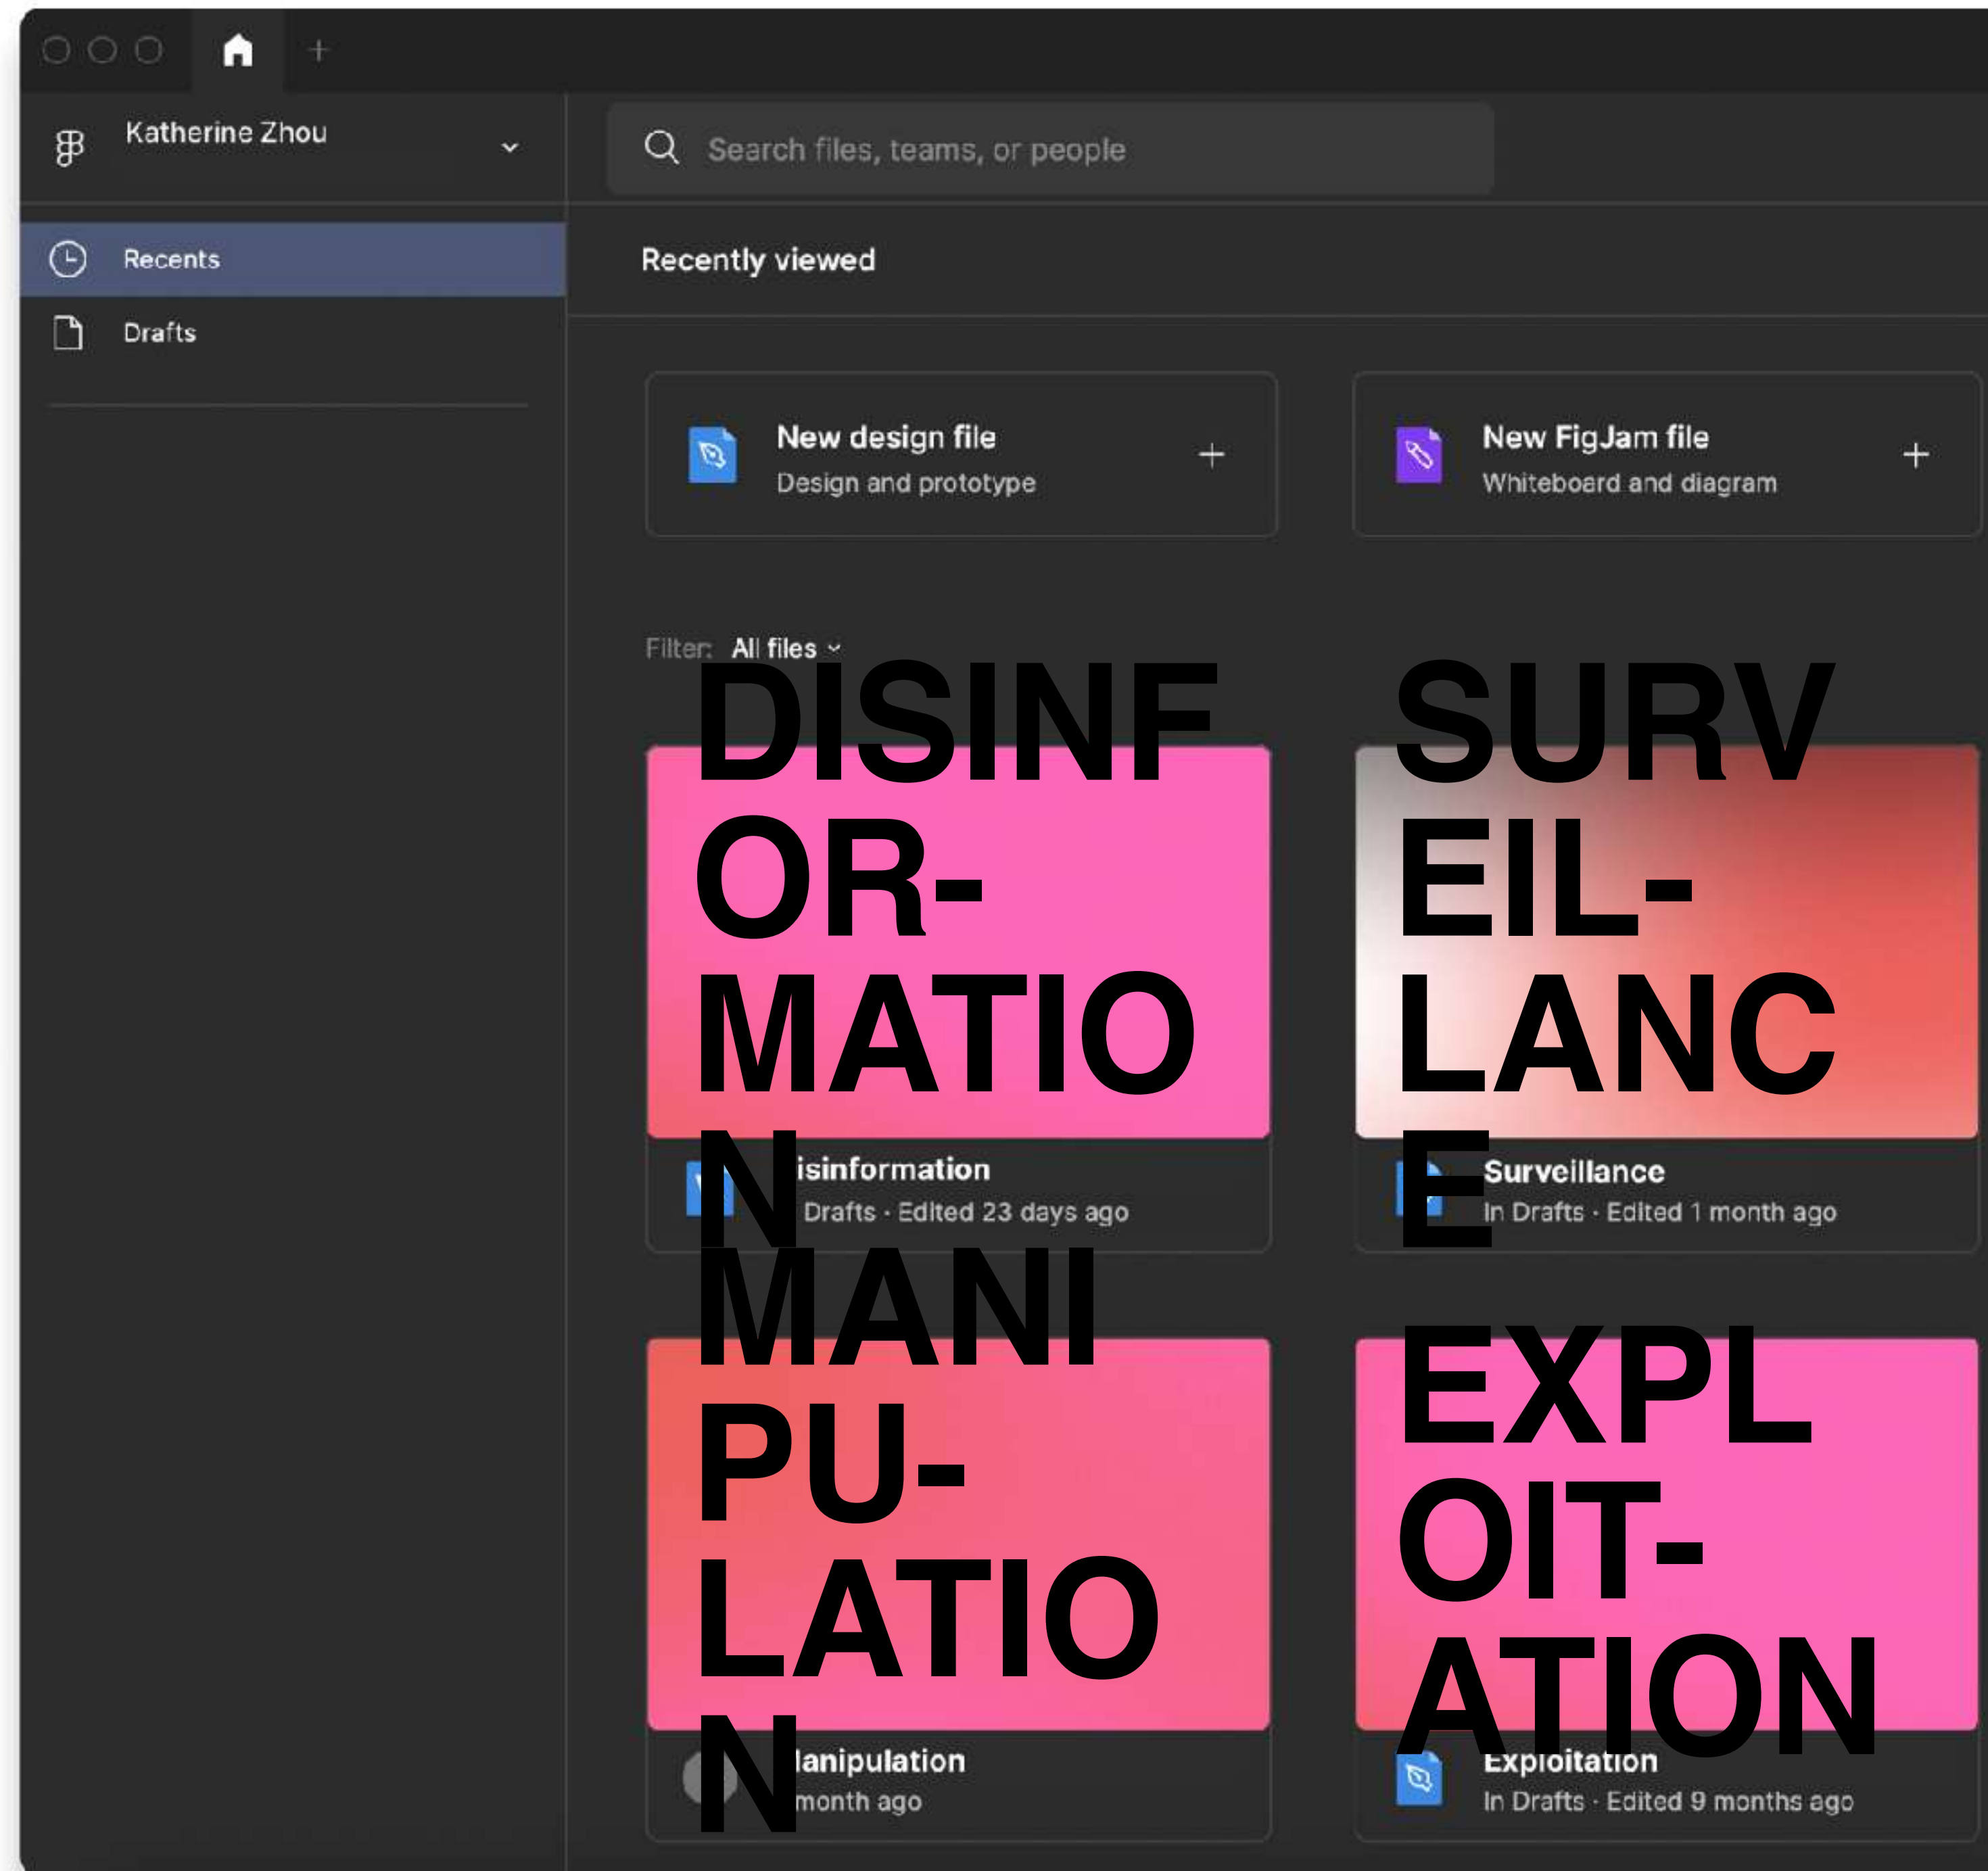 Katherine Zhou
Search files, teams, or people
Recents
Recently viewed
Drafts
New design file
Design and prototype
New FigJam file
Whiteboard and diagram
Filter: All files
DISINF
OR-
MATIO
N
SURV
EIL-
LANC
E
isinformation
Drafts · Edited 23 days ago
Surveillance
In Drafts · Edited 1 month ago
MANI
PU-
LATIO
N
EXPL
OIT-
ATION
anipulation
month ago
Exploitation
In Drafts · Edited 9 months ago